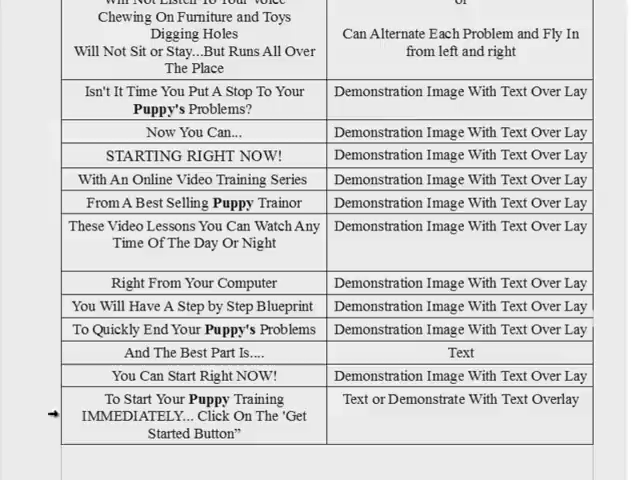 Will Not Listen To Your Voice
or
Chewing On Furniture and Toys
Digging Holes
Can Alternate Each Problem and Fly In
Will Not Sit or Stay...But Runs All Over
from left and right
The Place
Isn't It Time You Put A Stop To Your
Demonstration Image With Text Over Lay
Puppy's Problems?
Now You Can...
Demonstration Image With Text Over Lay
STARTING RIGHT NOW!
Demonstration Image With Text Over Lay
With An Online Video Training Series
Demonstration Image With Text Over Lay
From A Best Selling Puppy Trainor
Demonstration Image With Text Over Lay
These Video Lessons You Can Watch Any
Demonstration Image With Text Over Lay
Time Of The Day Or Night
Right From Your Computer
Demonstration Image With Text Over Lay
You Will Have A Step by Step Blueprint
Demonstration Image With Text Over Lay
To Quickly End Your Puppy's Problems
Demonstration Image With Text Over Lay
And The Best Part Is....
Text
You Can Start Right NOW!
Demonstration Image With Text Over Lay
To Start Your Puppy Training
Text or Demonstrate With Text Overlay
IMMEDIATELY... Click On The 'Get
Started Button”